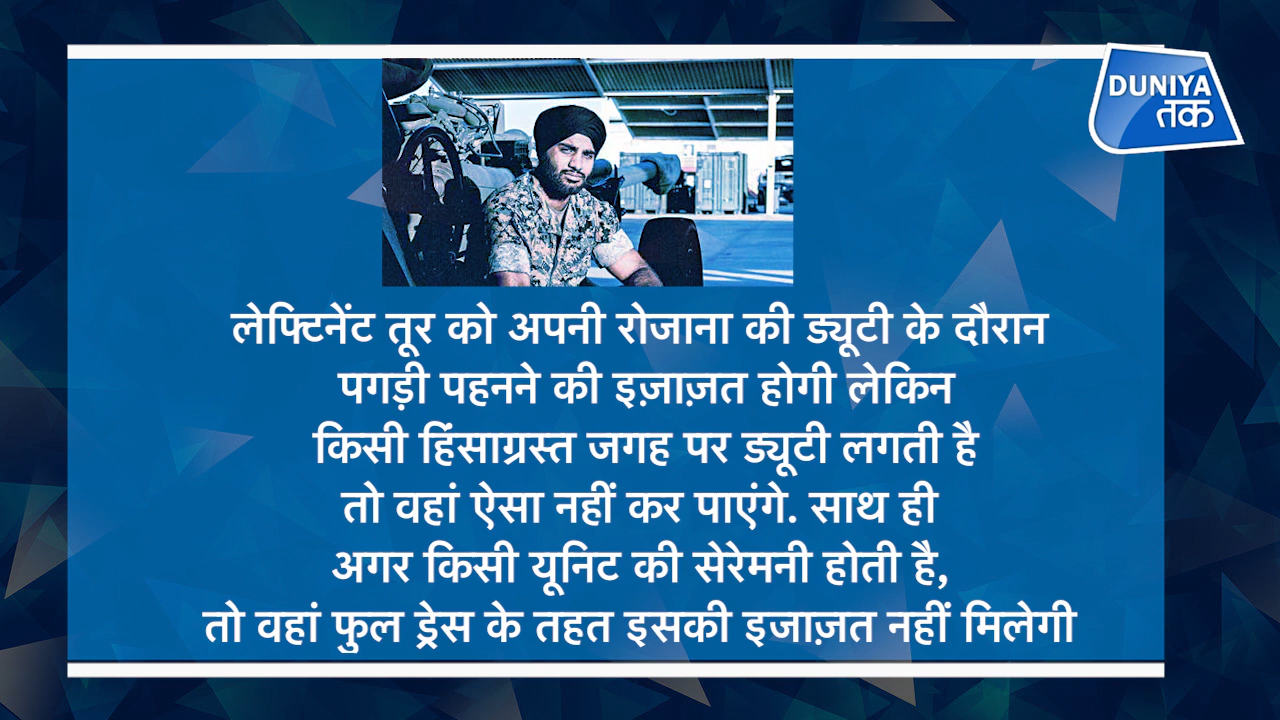 DUNIYA
तक
लेफ्टिनेंट तूर को अपनी रोजाना की ड्यूटी के दौरान
पगड़ी पहनने की इज़ाज़त होगी लेकिन
किसी हिंसाग्रस्त जगह पर ड्यूटी लगती है
तो वहां ऐसा नहीं कर पाएंगे. साथ ही
अगर किसी यूनिट की सेरेमनी होती है,
तो वहां फुल ड्रेस के तहत इसकी इजाज़त नहीं मिलेगी